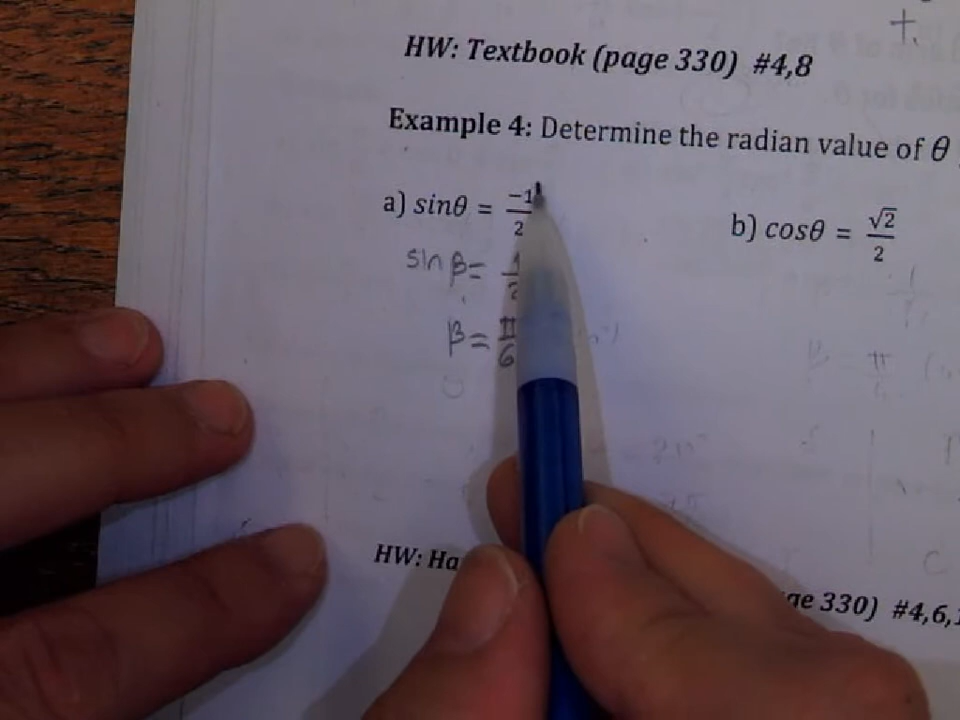 HW: Textbook (page 330) #4,8
Example 4: Determine the radian value of θ
a) sinθ = -1/2
b) cosθ = √2/2
sin β = 1/2
β = π/6
HW: Ha
ge 330) #4,6,